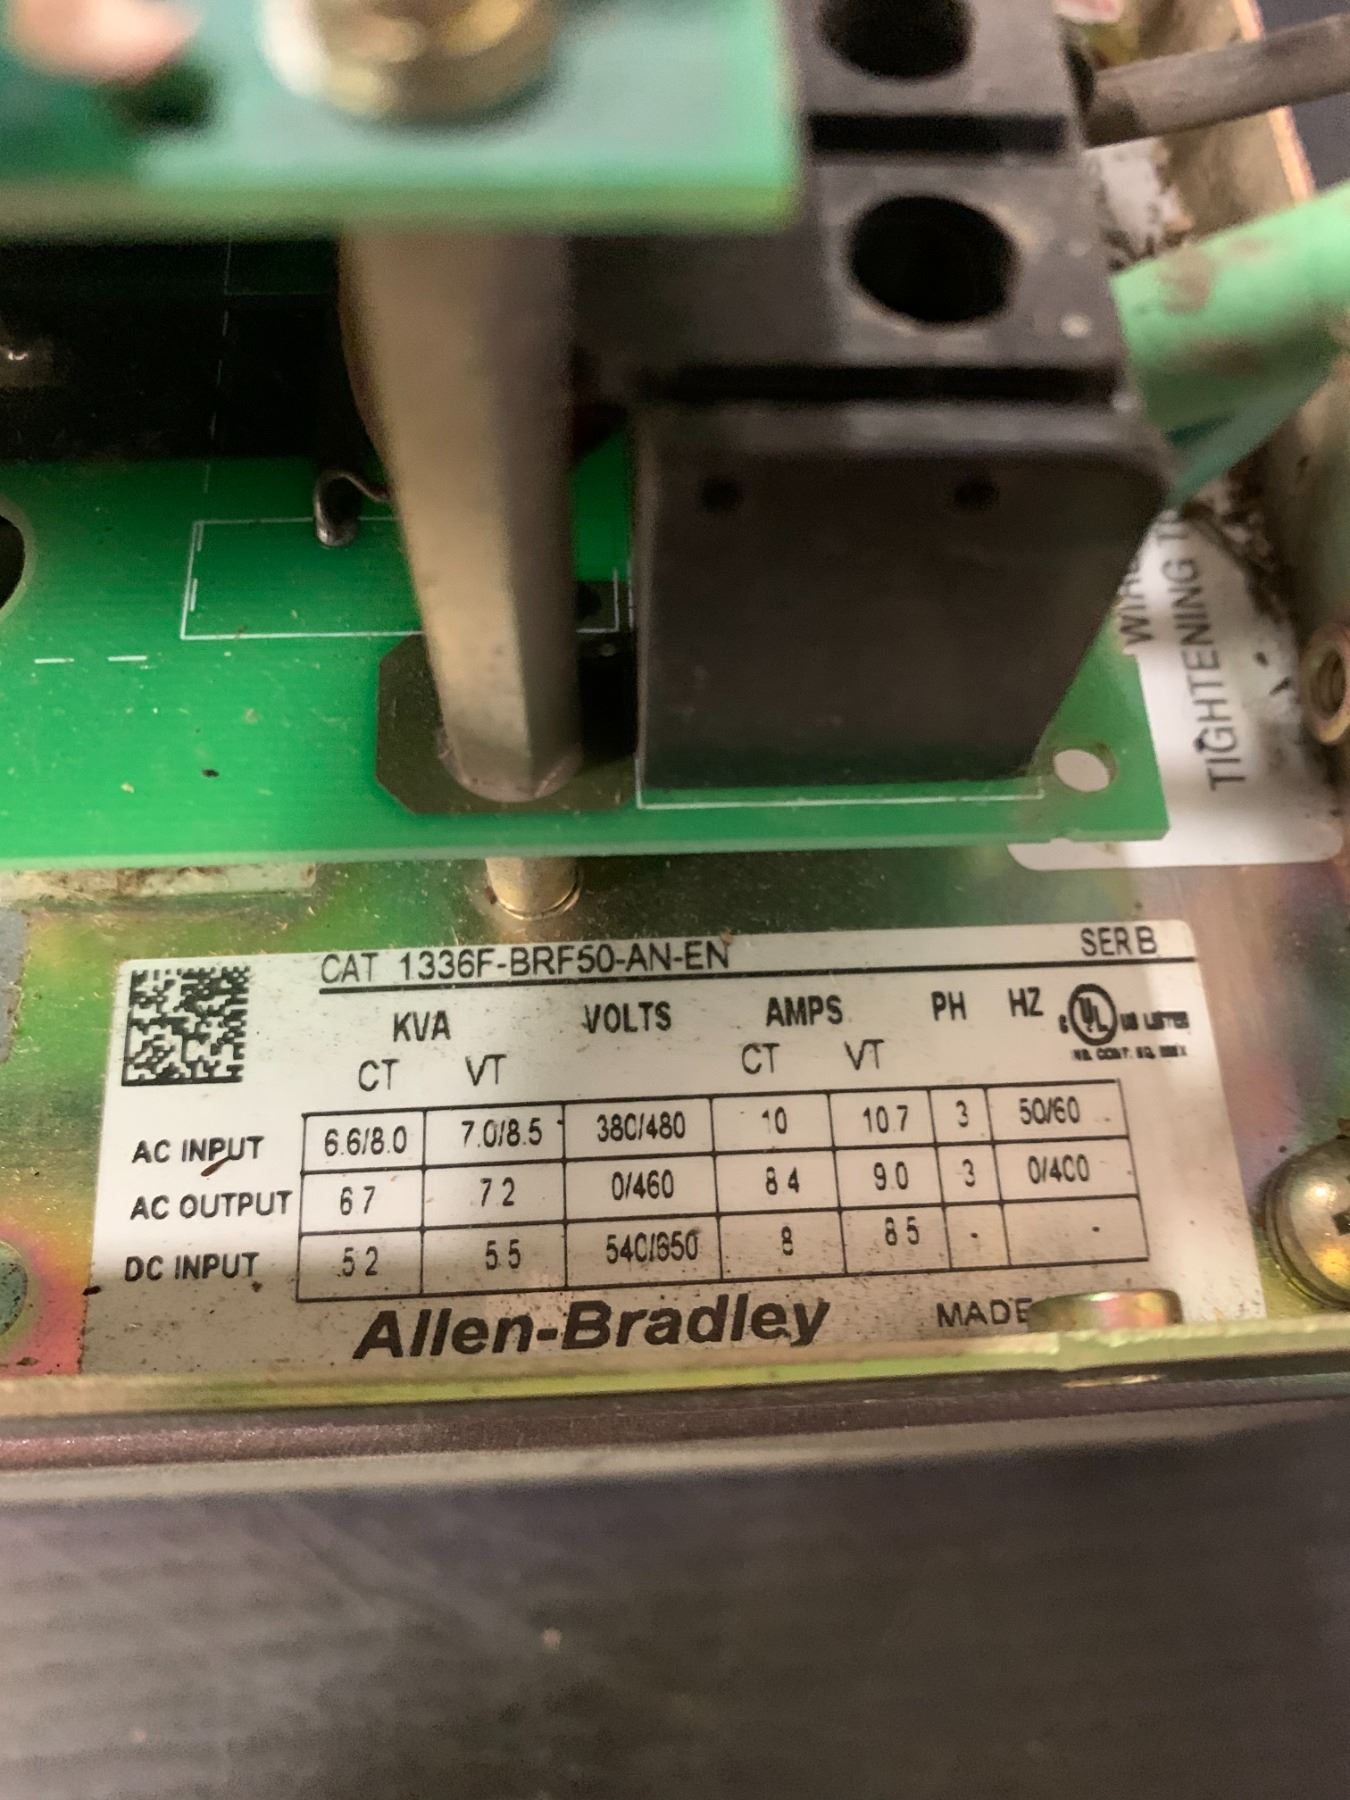 TIGHTENING
CAT 1336F-BRF50-AN-EN SER B
KVA VOLTS AMPS PH HZ UL US LISTED
CT VT CT VT
AC INPUT 6.6/8.0 7.0/8.5 380/480 10 10.7 3 50/60
AC OUTPUT 6.7 7.2 0/460 8.4 9.0 3 0/400
DC INPUT 5.2 5.5 540/650 8 8.5 - -
Allen-Bradley MADE